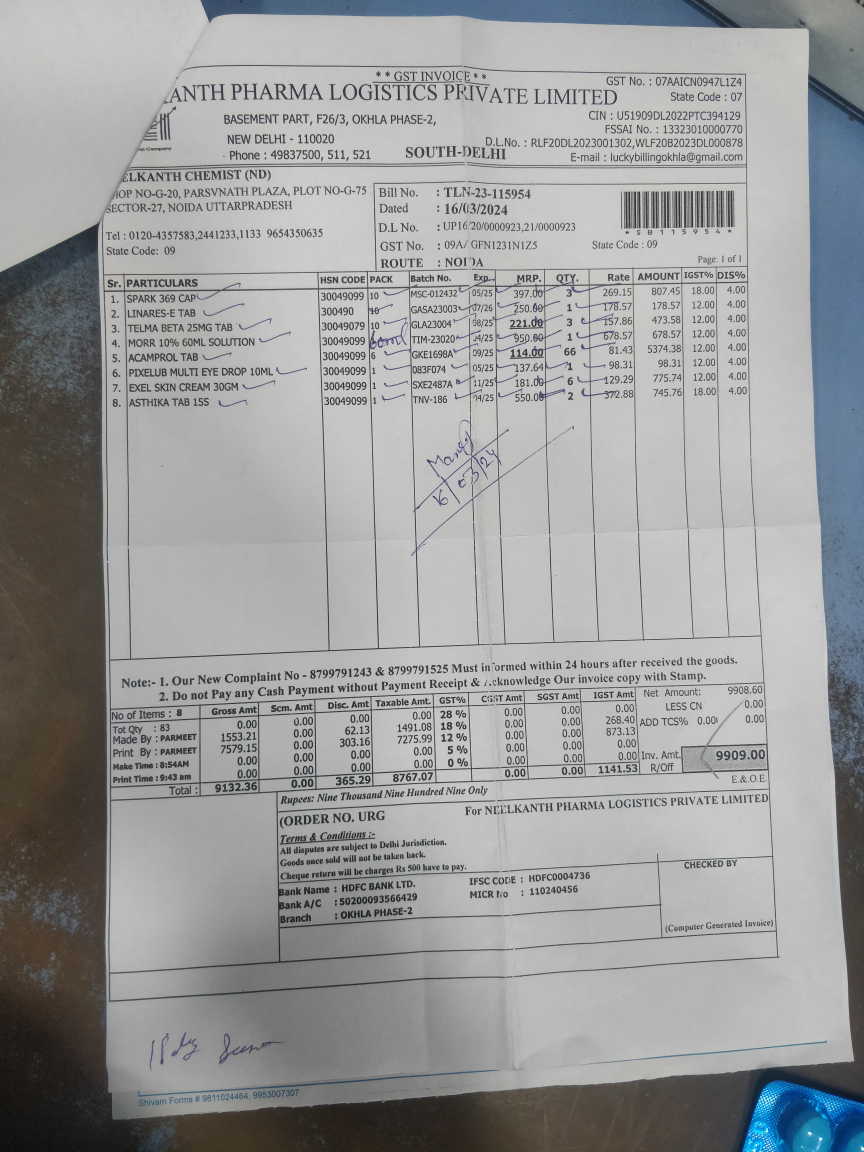 ** GST INVOICE **
ANTH PHARMA LOGISTICS PRIVATE LIMITED
GST No. : 07AAICN0947L1Z4
State Code : 07
BASEMENT PART, F26/3, OKHLA PHASE-2,
NEW DELHI - 110020
Phone : 49837500, 511, 521
SOUTH-DELHI
CIN : U51909DL2022PTC394129
FSSAI No. : 13323010000770
D.L.No. : RLF20DL2023001302,WLF20B2023DL000878
E-mail : luckybillingokhla@gmail.com
ELKANTH CHEMIST (ND)
HOP NO-G-20, PARSVNATH PLAZA, PLOT NO-G-75
SECTOR-27, NOIDA UTTARPRADESH
Tel : 0120-4357583,2441233,1133 9654350635
State Code: 09
Bill No. : TLN-23-115954
Dated : 16/03/2024
D.L No. : UP16/20/0000923,21/0000923
GST No. : 09A/ GFN1231N1Z5 State Code : 09
ROUTE : NOIDA
*SB115954*
Page: 1 of 1
Sr. PARTICULARS HSN CODE PACK Batch No. Exp. MRP. QTY. Rate AMOUNT IGST% DIS%
1. SPARK 369 CAP 30049099 10 MSC-012432 05/25 397.00 3 269.15 807.45 18.00 4.00
2. LINARES-E TAB 300490 10 GASA23003 07/26 250.00 1 178.57 178.57 12.00 4.00
3. TELMA BETA 25MG TAB 30049079 10 GLA23004 08/25 221.00 3 157.86 473.58 12.00 4.00
4. MORR 10% 60ML SOLUTION 30049099 60ml TIM-23020 04/25 950.00 1 678.57 678.57 12.00 4.00
5. ACAMPROL TAB 30049099 6 GKE1698A 09/25 114.00 66 81.43 5374.38 12.00 4.00
6. PIXELUB MULTI EYE DROP 10ML 30049099 1 083F074 05/25 137.64 1 98.31 98.31 12.00 4.00
7. EXEL SKIN CREAM 30GM 30049099 1 SXE2487A 11/25 181.00 6 129.29 775.74 12.00 4.00
8. ASTHIKA TAB 15S 30049099 1 TNV-186 04/25 550.00 2 372.88 745.76 18.00 4.00
16/03/24
Note:- 1. Our New Complaint No - 8799791243 & 8799791525 Must informed within 24 hours after received the goods.
2. Do not Pay any Cash Payment without Payment Receipt & Acknowledge Our invoice copy with Stamp.
No of Items : 8
Tot Qty : 83
Made By : PARMEET
Print By : PARMEET
Make Time : 8:54AM
Print Time : 9:43 am
Gross Amt Scm. Amt Disc. Amt Taxable Amt. GST% CGST Amt SGST Amt IGST Amt
0.00 0.00 0.00 0.00 28 % 0.00 0.00 0.00
1553.21 0.00 62.13 1491.08 18 % 0.00 0.00 268.40
7579.15 0.00 303.16 7275.99 12 % 0.00 0.00 873.13
0.00 0.00 0.00 0.00 5 % 0.00 0.00 0.00
0.00 0.00 0.00 0.00 0 % 0.00 0.00 0.00
Total : 9132.36 0.00 365.29 8767.07 0.00 0.00 1141.53
Net Amount: 9908.60
LESS CN 0.00
ADD TCS% 0.00 0.00
Inv. Amt. 9909.00
R/Off
E.&O.E.
Rupees: Nine Thousand Nine Hundred Nine Only
(ORDER NO. URG
For NEELKANTH PHARMA LOGISTICS PRIVATE LIMITED
Terms & Conditions :-
All disputes are subject to Delhi Jurisdiction.
Goods once sold will not be taken back.
Cheque return will be charges Rs 500 have to pay.
Bank Name : HDFC BANK LTD.
Bank A/C : 50200093566429
Branch : OKHLA PHASE-2
IFSC CODE : HDFC0004736
MICR No : 110240456
CHECKED BY
(Computer Generated Invoice)
Shivam Forms # 9811024464, 9953007307